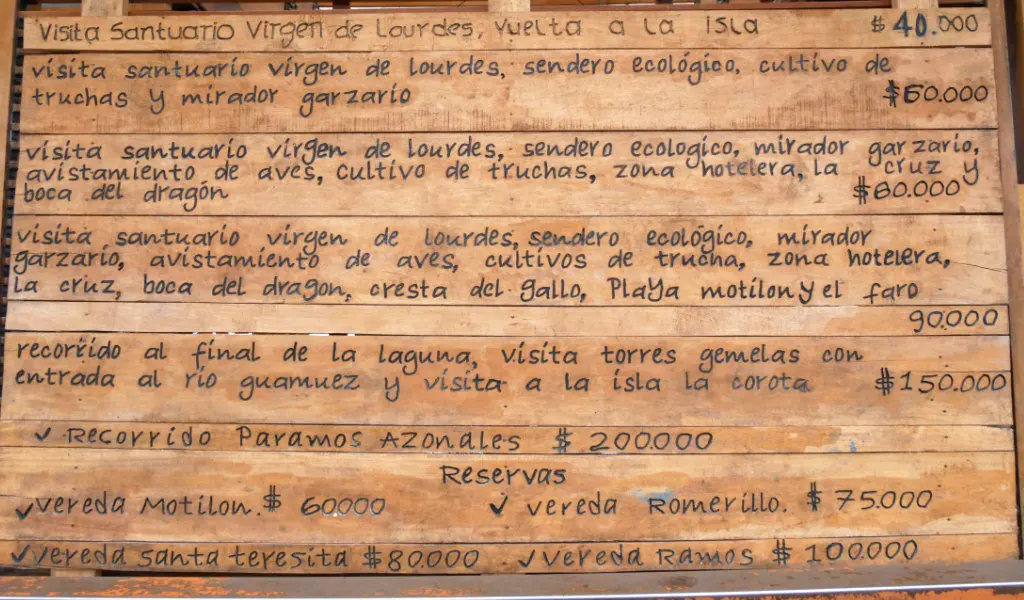 Visita Santuario Virgen de Lourdes, vuelta a la isla $ 40.000
visita santuario virgen de lourdes, sendero ecológico, cultivo de
truchas y mirador garzario $60.000
visita santuario virgen de lourdes, sendero ecologico, mirador garzario,
avistamiento de aves, cultivo de truchas, zona hotelera, la cruz y
boca del dragón $80.000
visita santuario virgen de lourdes, sendero ecológico, mirador
garzario, avistamiento de aves, cultivos de trucha, zona hotelera,
la cruz, boca del dragon, cresta del gallo, Playa motilon y el faro
90.000
recorrido al final de la laguna, visita torres gemelas con
entrada al río guamuez y visita a la isla la corota $150.000
✓ Recorrido Paramos Azonales $ 200.000
Reservas
✓ vereda Motilon. $ 60000 ✓ vereda Romerillo. $ 75.000
✓ vereda Santa teresita $80000 ✓ vereda Ramos $ 100.000